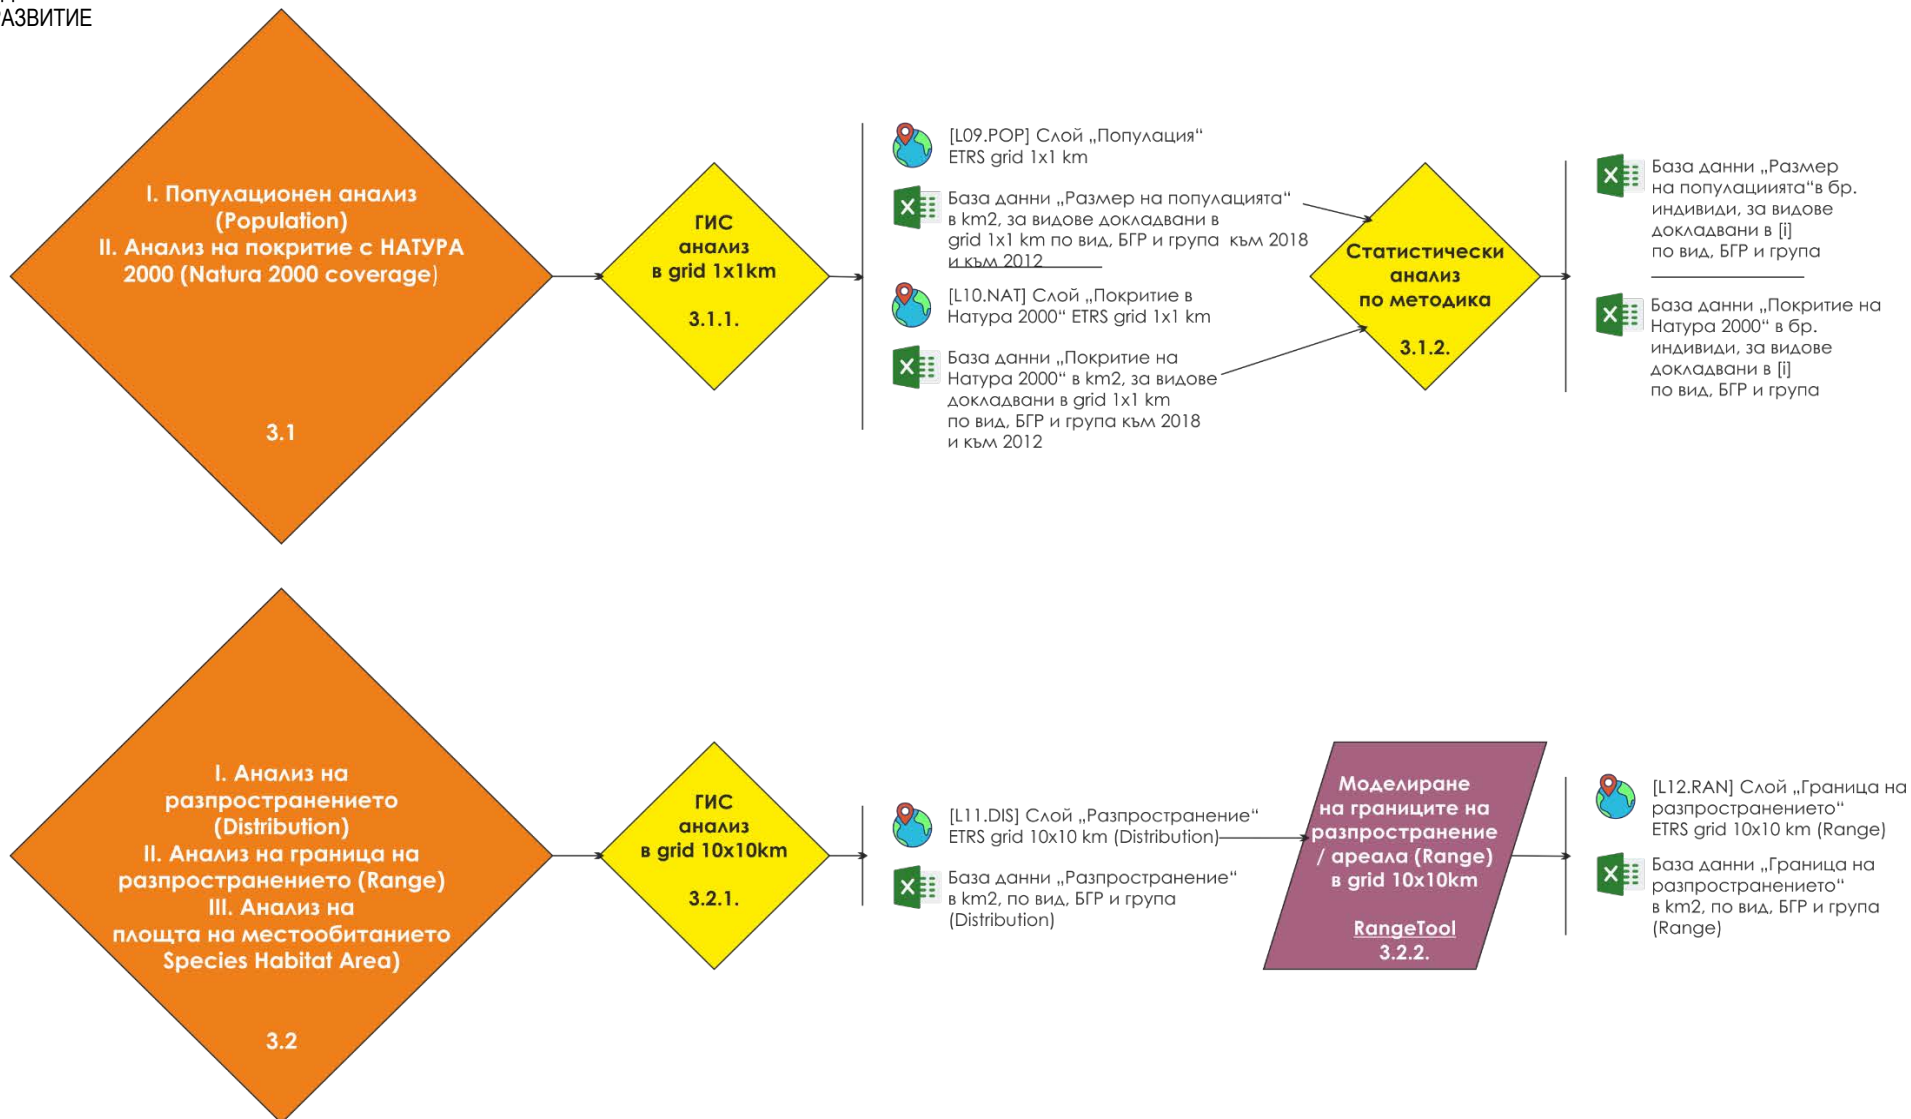 РАЗВИТИЕ
I. Популационен анализ
(Population)
II. Анализ на покритие с НАТУРА
2000 (Natura 2000 coverage)
3.1
ГИС
анализ
в grid 1x1km
3.1.1.
[L09.POP] Слой „Популация“
ETRS grid 1x1 km
База данни „Размер на популацията“
в km2, за видове докладвани в
grid 1x1 km по вид, БГР и група към 2018
и към 2012
[L10.NAT] Слой „Покритие в
Натура 2000“ ETRS grid 1x1 km
База данни „Покритие на
Натура 2000“ в km2, за видове
докладвани в grid 1x1 km
по вид, БГР и група към 2018
и към 2012
Статистически
анализ
по методика
3.1.2.
База данни „Размер
на популациията“в бр.
индивиди, за видове
докладвани в [i]
по вид, БГР и група
База данни „Покритие на
Натура 2000“ в бр.
индивиди, за видове
докладвани в [i]
по вид, БГР и група
I. Анализ на
разпространението
(Distribution)
II. Анализ на граница на
разпространението (Range)
III. Анализ на
площта на местообитанието
Species Habitat Area)
3.2
ГИС
анализ
в grid 10x10km
3.2.1.
[L11.DIS] Слой „Разпространение“
ETRS grid 10x10 km (Distribution)
База данни „Разпространение“
в km2, по вид, БГР и група
(Distribution)
Моделиране
на границите на
разпространение
/ ареала (Range)
в grid 10x10km
RangeTool
3.2.2.
[L12.RAN] Слой „Граница на
разпространението“
ETRS grid 10x10 km (Range)
База данни „Граница на
разпространението“
в km2, по вид, БГР и група
(Range)